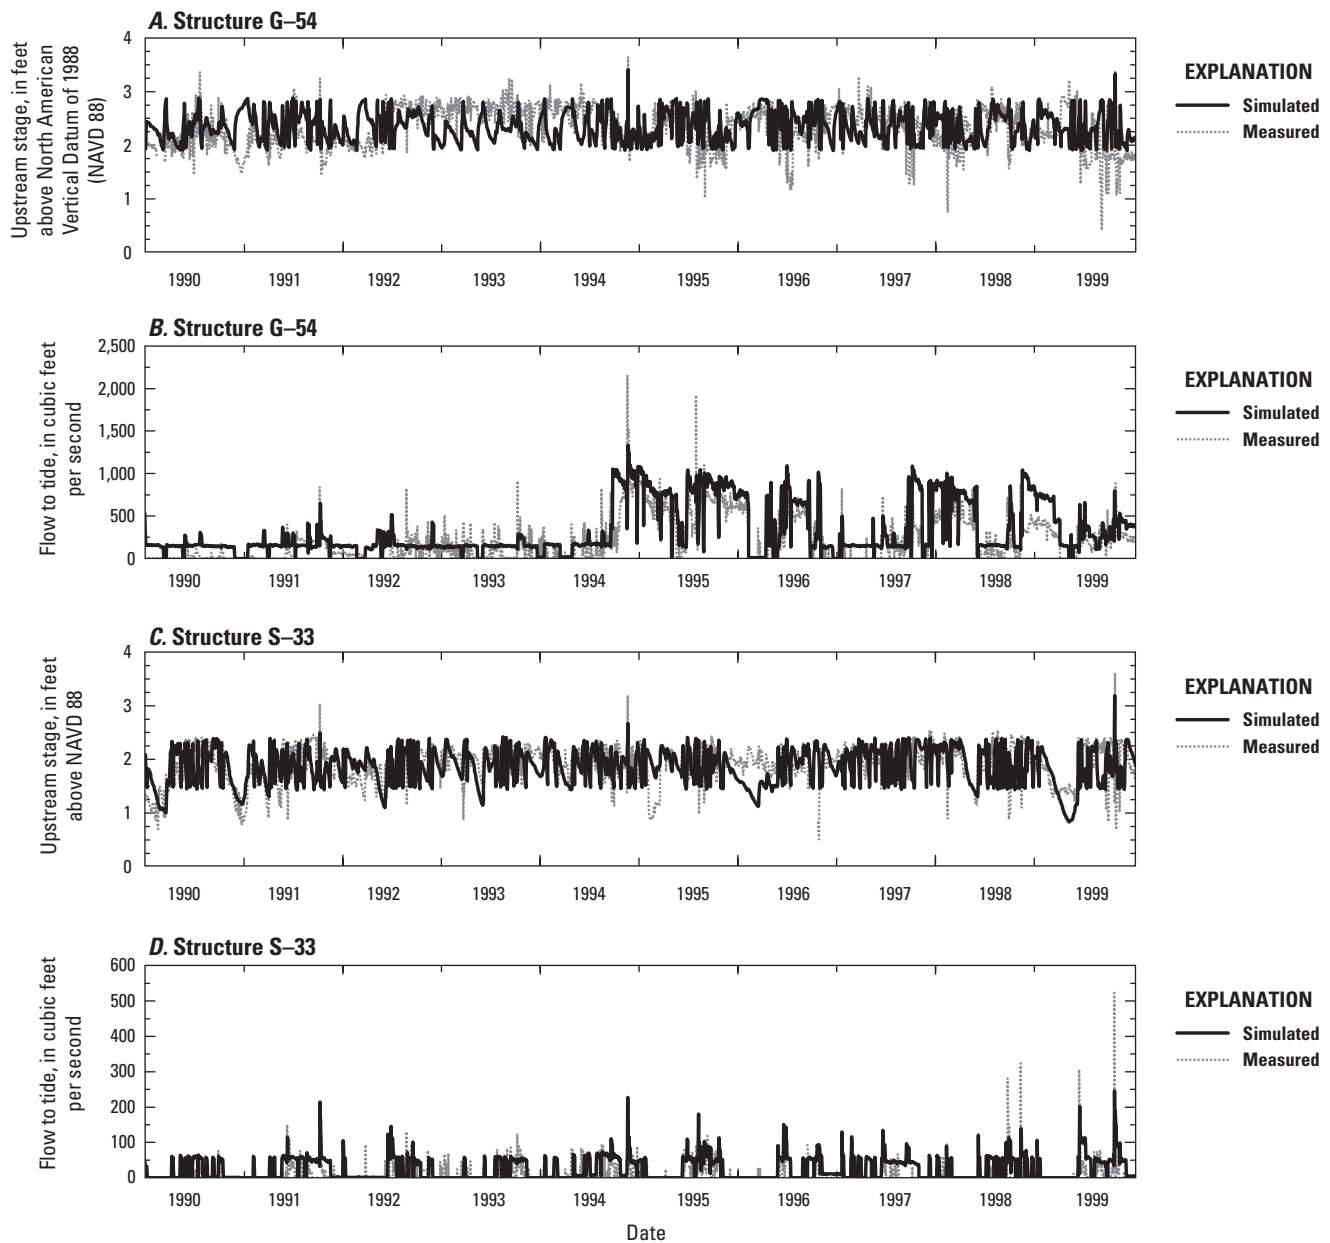 A. Structure G–54
Upstream stage, in feet
above North American
Vertical Datum of 1988
(NAVD 88)
4
3
2
1
0
1990 1991 1992 1993 1994 1995 1996 1997 1998 1999
EXPLANATION
Simulated
Measured
B. Structure G–54
Flow to tide, in cubic feet
per second
2,500
2,000
1,500
1,000
500
0
1990 1991 1992 1993 1994 1995 1996 1997 1998 1999
EXPLANATION
Simulated
Measured
C. Structure S–33
Upstream stage, in feet
above NAVD 88
4
3
2
1
0
1990 1991 1992 1993 1994 1995 1996 1997 1998 1999
EXPLANATION
Simulated
Measured
D. Structure S–33
Flow to tide, in cubic feet
per second
600
500
400
300
200
100
0
1990 1991 1992 1993 1994 1995 1996 1997 1998 1999
Date
EXPLANATION
Simulated
Measured